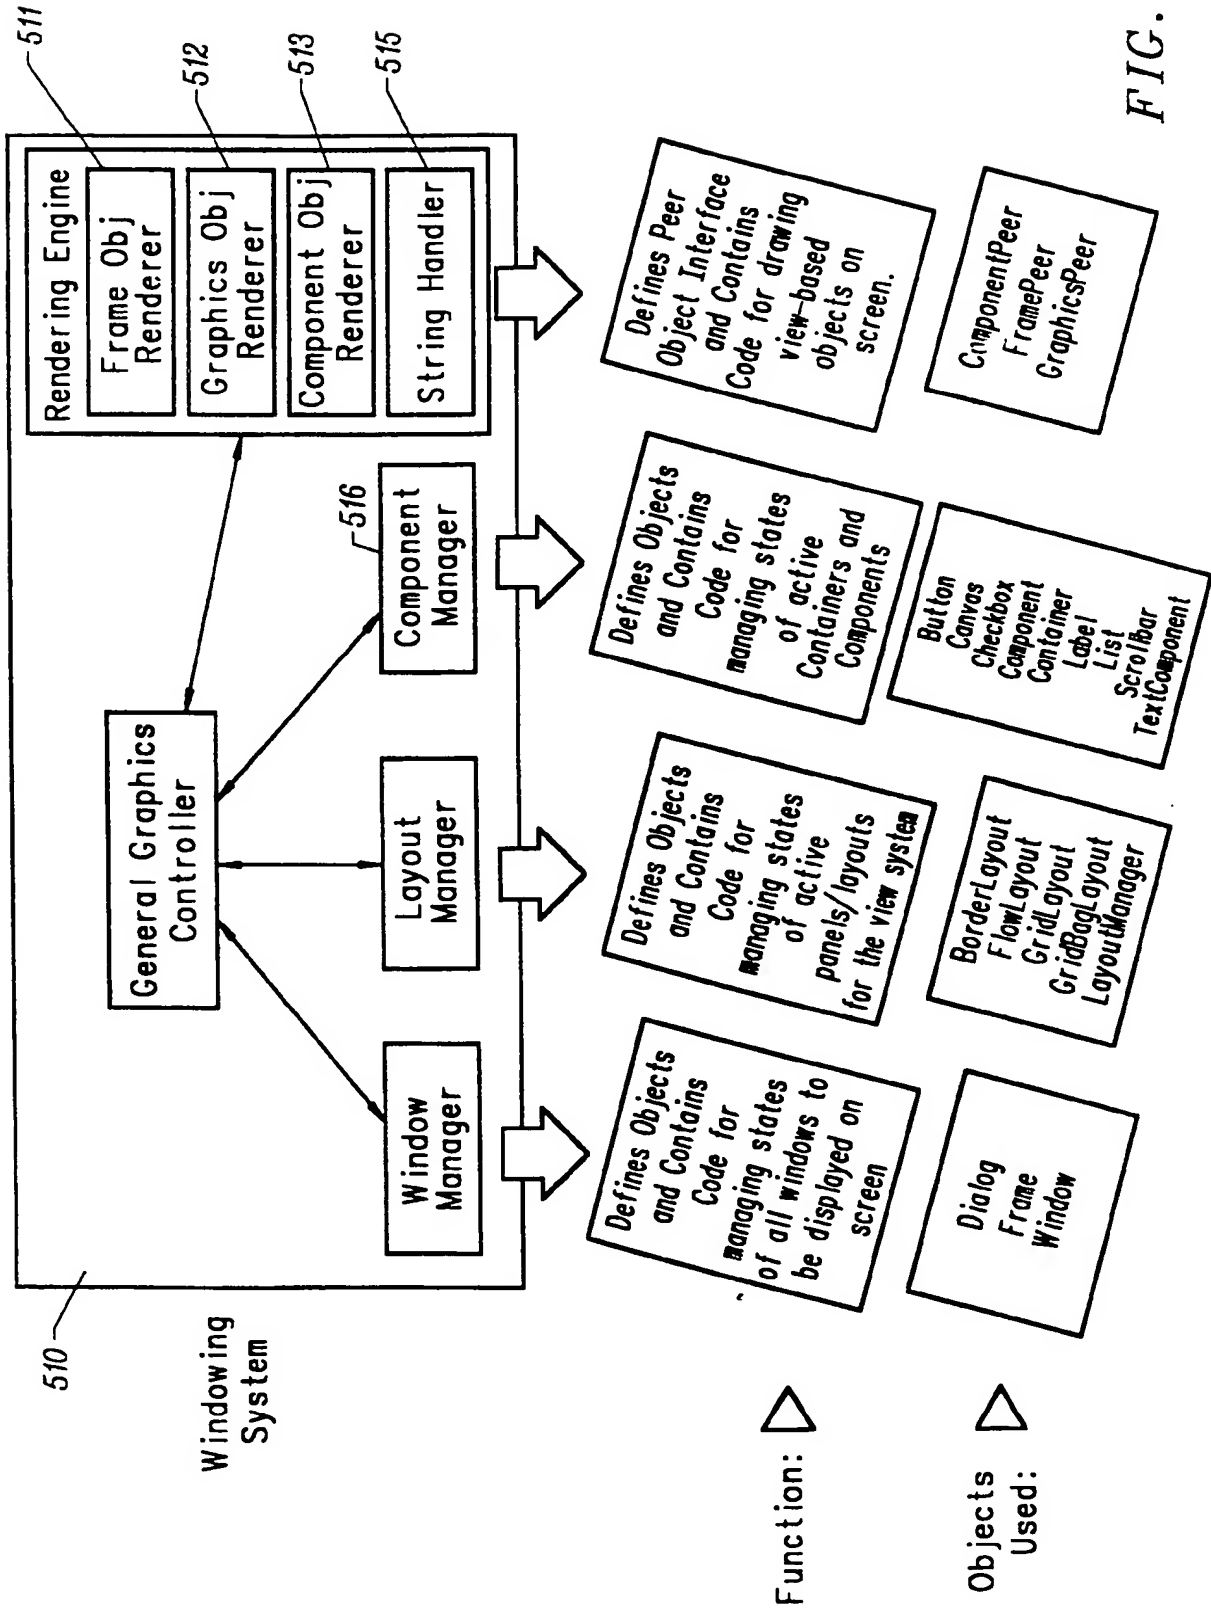 Windowing
System
510
General Graphics
Controller
Window
Manager
Layout
Manager
Component
Manager
516
Rendering Engine
Frame Obj
Renderer
511
Graphics Obj
Renderer
512
Component Obj
Renderer
513
String Handler
515
Function:
Defines Objects
and Contains
Code for
managing states
of all windows to
be displayed on
screen
Defines Objects
and Contains
Code for
managing states
of active
panels/layouts
for the view system
Defines Objects
and Contains
Code for
managing states
of active
Containers and
Components
Defines Peer
Object Interface
and Contains
Code for drawing
view-based
objects on
screen.
Objects
Used:
Dialog
Frame
Window
BorderLayout
FlowLayout
GridLayout
GridBagLayout
LayoutManager
Button
Canvas
Checkbox
Component
Container
Label
List
Scrollbar
TextComponent
ComponentPeer
FramePeer
GraphicsPeer
FIG.